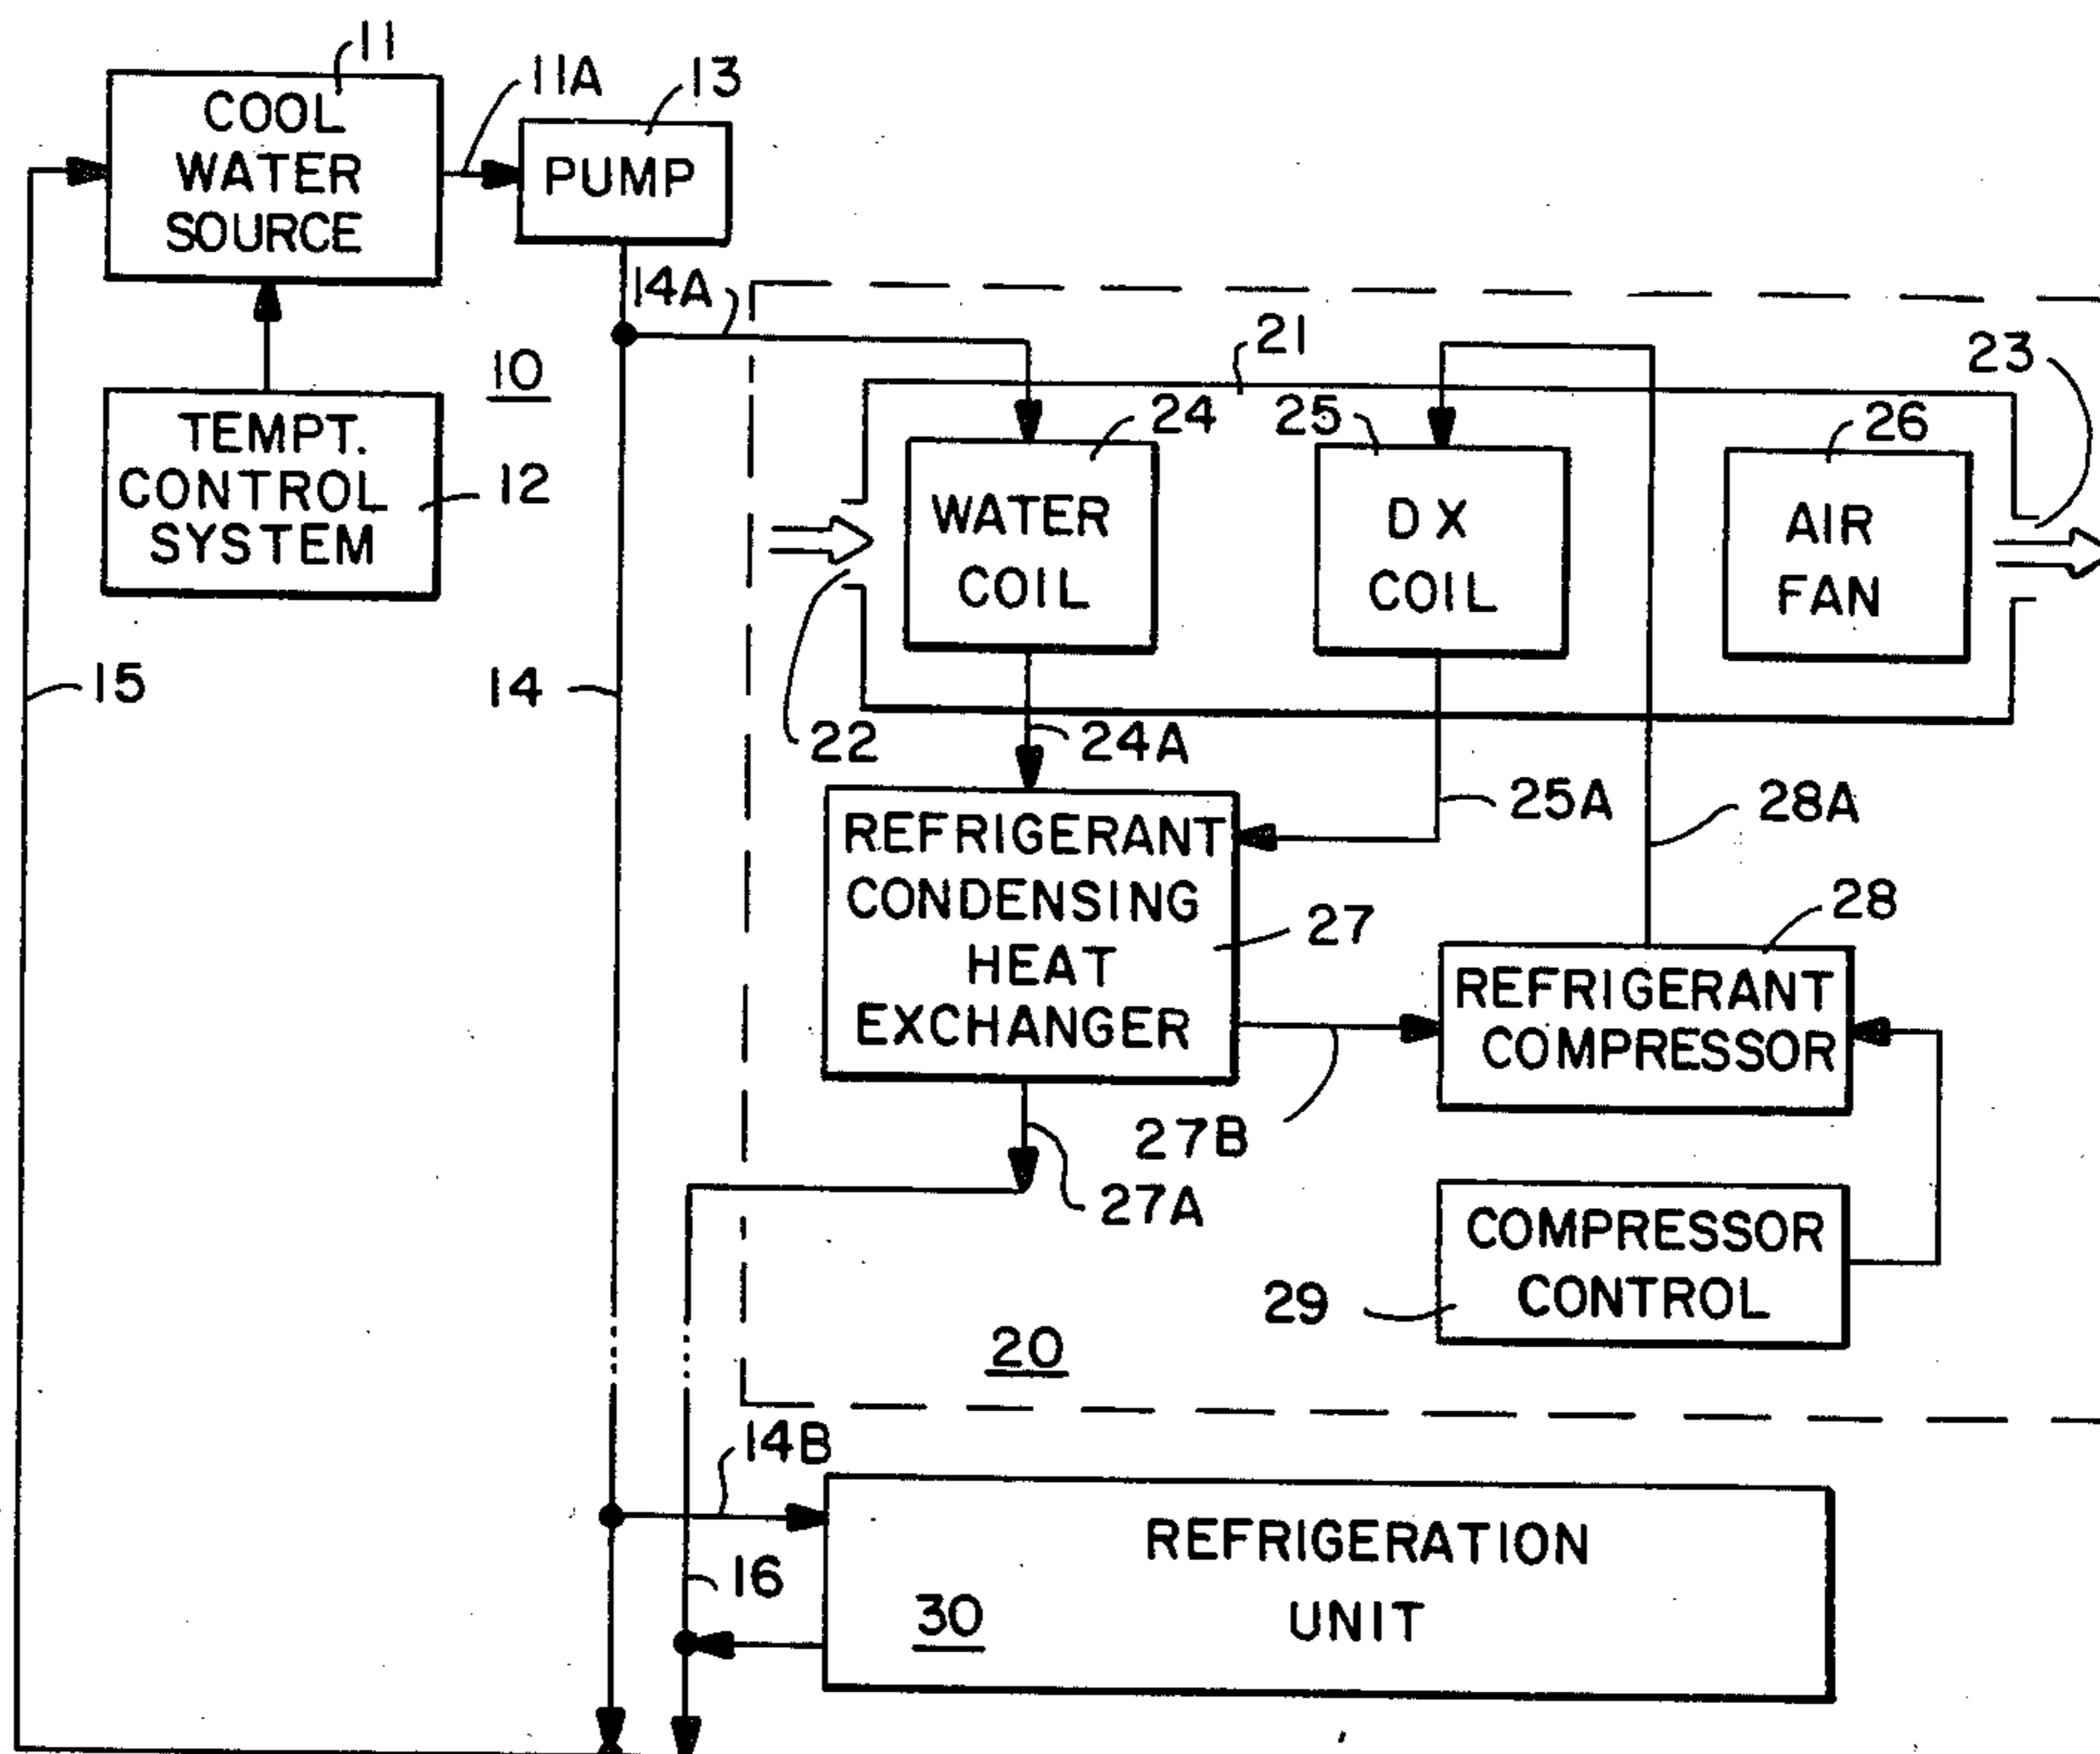 11
COOL
WATER
SOURCE
11A
13
PUMP
14A
10
TEMPT.
CONTROL
SYSTEM
12
21
23
24
25
26
WATER
COIL
DX
COIL
AIR
FAN
15
14
22
24A
25A
28A
REFRIGERANT
CONDENSING
HEAT
EXCHANGER
27
28
REFRIGERANT
COMPRESSOR
27B
27A
COMPRESSOR
CONTROL
29
20
14B
REFRIGERATION
UNIT
16
30